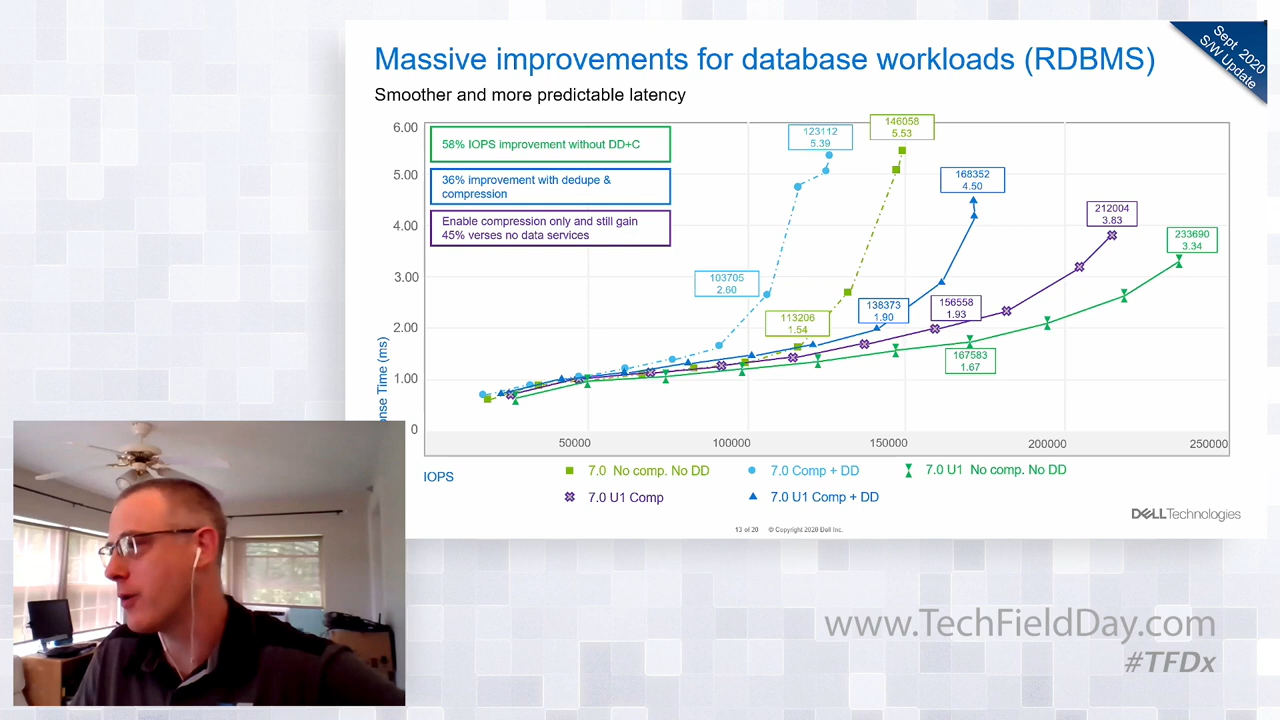 Massive improvements for database workloads (RDBMS)
Sept 2020
S/W Update
Smoother and more predictable latency
6.00
5.00
4.00
3.00
2.00
1.00
0
58% IOPS improvement without DD+C
36% improvement with dedupe &
compression
Enable compression only and still gain
45% verses no data services
123112
5.39
146058
5.53
168352
4.50
212004
3.83
233690
3.34
103705
2.60
113206
1.54
138373
1.90
156558
1.93
167583
1.67
onse Time (ms)
50000
100000
150000
200000
250000
IOPS
7.0 No comp. No DD
7.0 Comp + DD
7.0 U1 No comp. No DD
7.0 U1 Comp
7.0 U1 Comp + DD
DELLTechnologies
13 of 20 © Copyright 2020 Dell Inc.
www.TechFieldDay.com
#TFDx